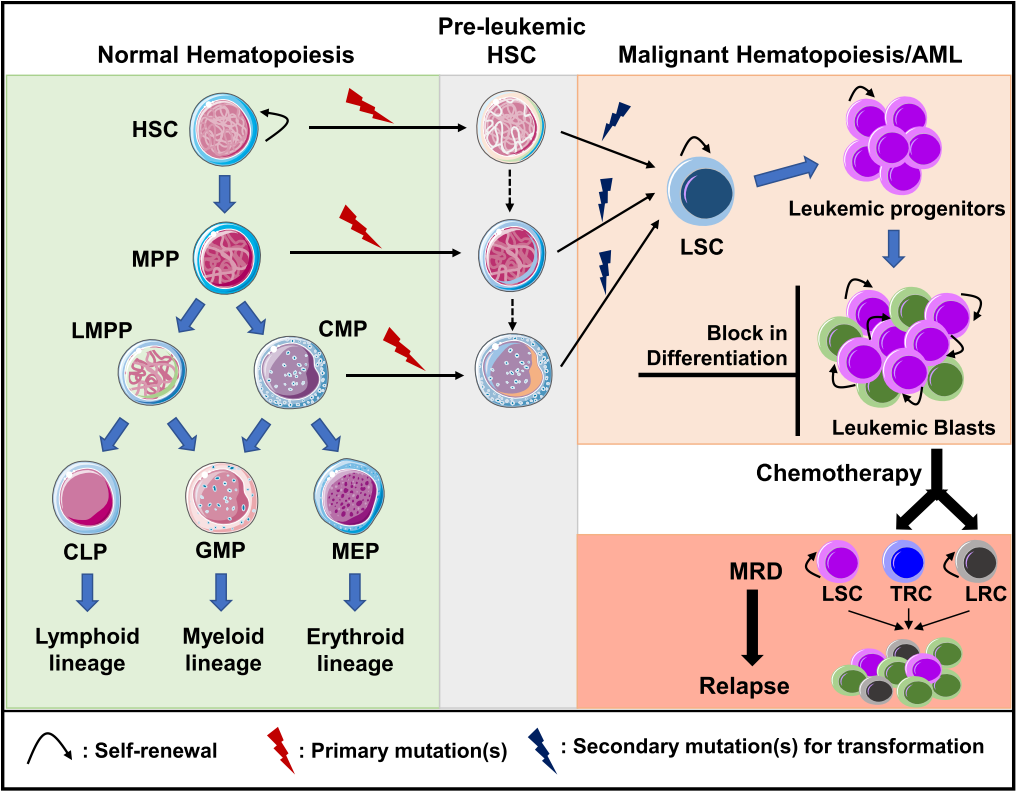 Normal Hematopoiesis
Pre-leukemic
HSC
Malignant Hematopoiesis/AML
HSC
MPP
LMPP
CMP
CLP
GMP
MEP
Lymphoid
lineage
Myeloid
lineage
Erythroid
lineage
LSC
Leukemic progenitors
Block in
Differentiation
Leukemic Blasts
Chemotherapy
MRD
LSC
TRC
LRC
Relapse
: Self-renewal
: Primary mutation(s)
: Secondary mutation(s) for transformation